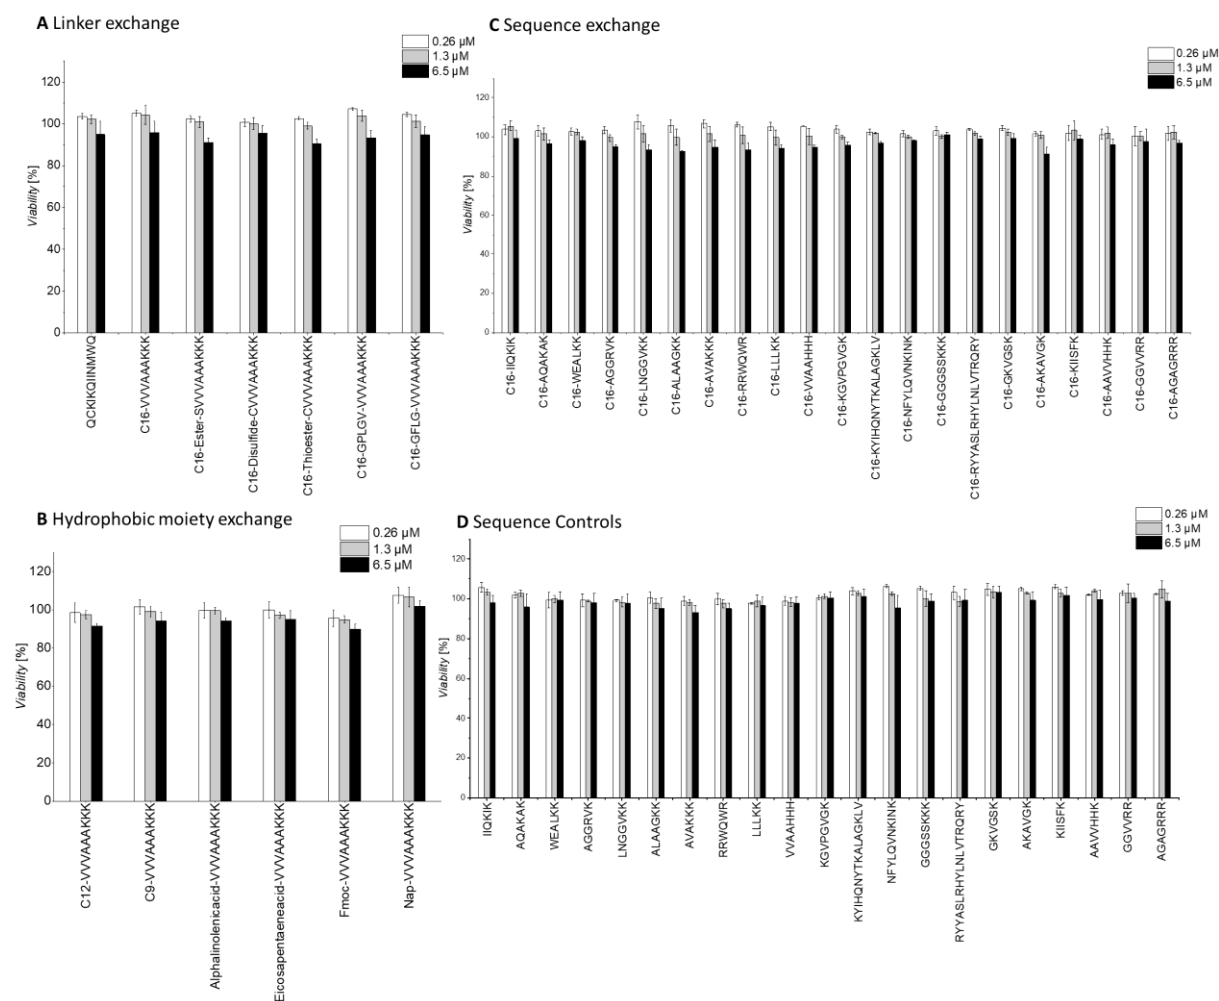 A Linker exchange
0.26 μM
1.3 μM
6.5 μM
120
100
80
60
40
20
0
Viability [%]
QCKIKQIINMWQ
C16-VVVVAAAKKK
C16-Ester-SVVVVAAAKKK
C16-Disulfide-CVVVVAAAKKK
C16-Thioester-CVVVVAAAKKK
C16-GPLGV-VVVVAAAKKK
C16-GFLG-VVVVAAAKKK
C Sequence exchange
0.26 μM
1.3 μM
6.5 μM
120
100
80
60
40
20
0
Viability [%]
C16-IIQKIK
C16-AQAKAK
C16-WEALKK
C16-AGGRVK
C16-LNGGVKK
C16-ALAAGKK
C16-AVAKKK
C16-RRWQWR
C16-LLLKK
C16-VVAAHHH
C16-KGVPGVGK
C16-KYIHQNYTKALAGKLV
C16-NFYLQVNKINK
C16-GGGSSKKK
C16-RYYASLRHYLNLVTRQRY
C16-GKVGSK
C16-AKAVGK
C16-KIISFK
C16-AAVHHK
C16-GGVVRR
C16-AGAGRRR
B Hydrophobic moiety exchange
0.26 μM
1.3 μM
6.5 μM
120
100
80
60
40
20
0
Viability [%]
C12-VVVAAAKKK
C9-VVVAAAKKK
Alphalinolenicacid-VVVAAAKKK
Eicosapentaeneacid-VVVAAAKKK
Fmoc-VVVAAAKKK
Nap-VVVAAAKKK
D Sequence Controls
0.26 μM
1.3 μM
6.5 μM
120
100
80
60
40
20
0
Viability [%]
IIQKIK
AQAKAK
WEALKK
AGGRVK
LNGGVKK
ALAAGKK
AVAKKK
RRWQWR
LLLKK
VVAAHHH
KGVPGVGK
KYIHQNYTKALAGKLV
NFYLQVNKINK
GGGSSKKK
RYYASLRHYLNLVTRQRY
GKVGSK
AKAVGK
KIISFK
AAVHHK
GGVVRR
AGAGRRR